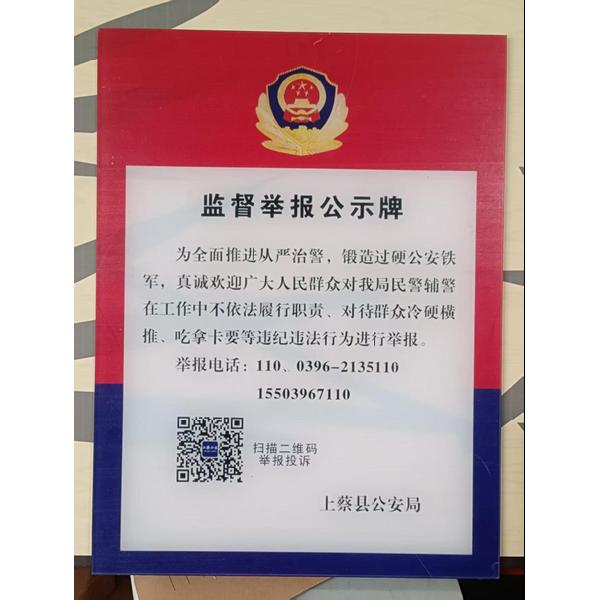 监督举报公示牌
为全面推进从严治警，锻造过硬公安铁
军，真诚欢迎广大人民群众对我局民警辅警
在工作中不依法履行职责、对待群众冷硬横
推、吃拿卡要等违纪违法行为进行举报。
举报电话：110、0396-2135110
15503967110
扫描二维码
举报投诉
上蔡县公安局